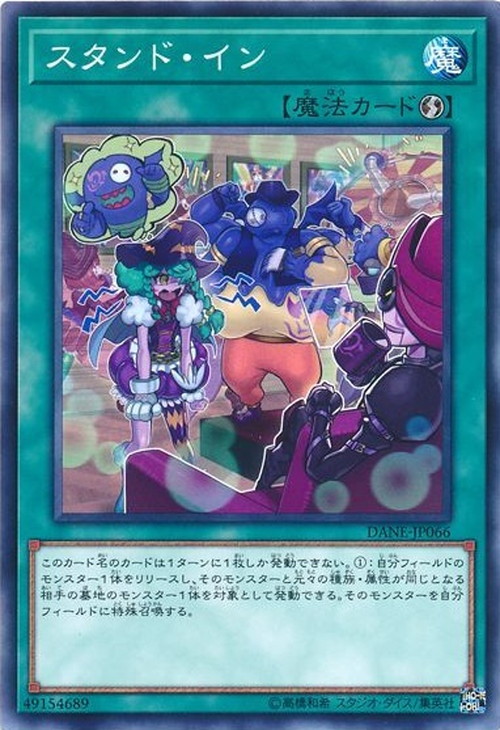 スタンド・イン
魔
【魔法カード】
DANE-JP066
このカード名のカードは1ターンに1枚しか発動できない。①:自分フィールドの
モンスター1体をリリースし、そのモンスターと元々の種族・属性が同じとなる
相手の墓地のモンスター1体を対象として発動できる。そのモンスターを自分
フィールドに特殊召喚する。
49154689
©高橋和希 スタジオ・ダイス/集英社